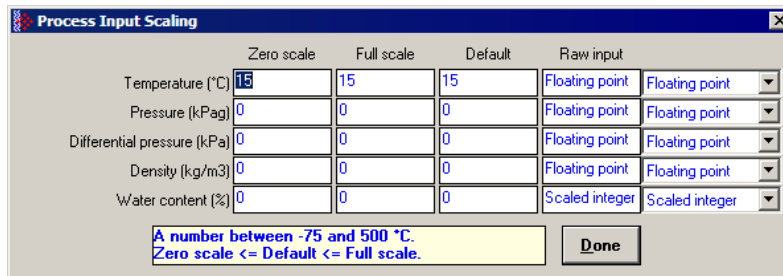 Process Input Scaling
Zero scale Full scale Default Raw input
Temperature (°C) 15 15 15 Floating point Floating point
Pressure (kPag) 0 0 0 Floating point Floating point
Differential pressure (kPa) 0 0 0 Floating point Floating point
Density (kg/m3) 0 0 0 Floating point Floating point
Water content (%) 0 0 0 Scaled integer Scaled integer
A number between -75 and 500 °C.
Zero scale <= Default <= Full scale.
Done